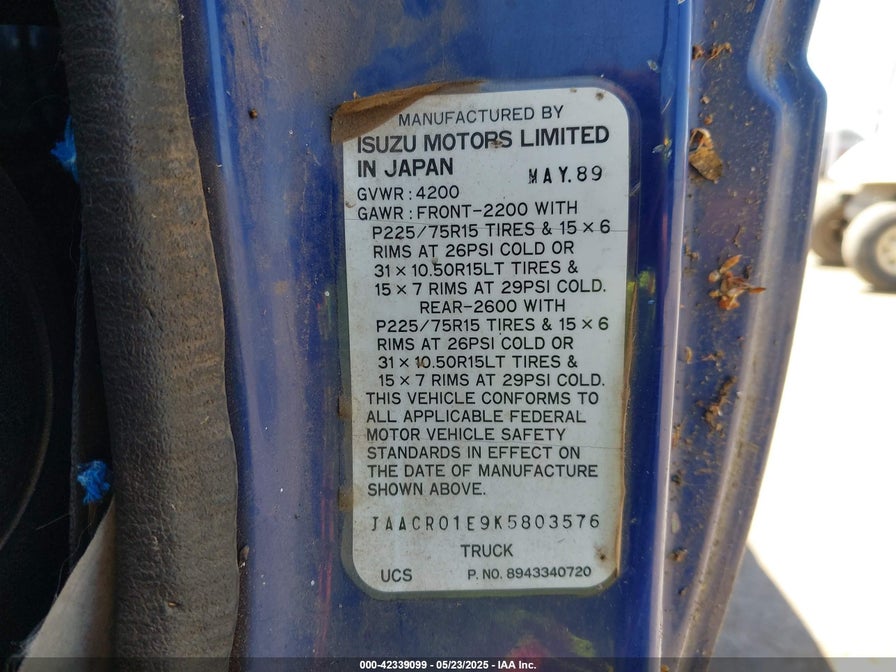 MANUFACTURED BY
ISUZU MOTORS LIMITED
IN JAPAN MAY.89
GVWR : 4200
GAWR : FRONT-2200 WITH
P225/75R15 TIRES & 15 × 6
RIMS AT 26PSI COLD OR
31 × 10.50R15LT TIRES &
15 × 7 RIMS AT 29PSI COLD.
REAR-2600 WITH
P225/75R15 TIRES & 15 × 6
RIMS AT 26PSI COLD OR
31 × 10.50R15LT TIRES &
15 × 7 RIMS AT 29PSI COLD.
THIS VEHICLE CONFORMS TO
ALL APPLICABLE FEDERAL
MOTOR VEHICLE SAFETY
STANDARDS IN EFFECT ON
THE DATE OF MANUFACTURE
SHOWN ABOVE.
JAACR01E9K5803576
TRUCK
UCS P. NO. 8943340720
000-42339099 - 05/23/2025 - IAA Inc.